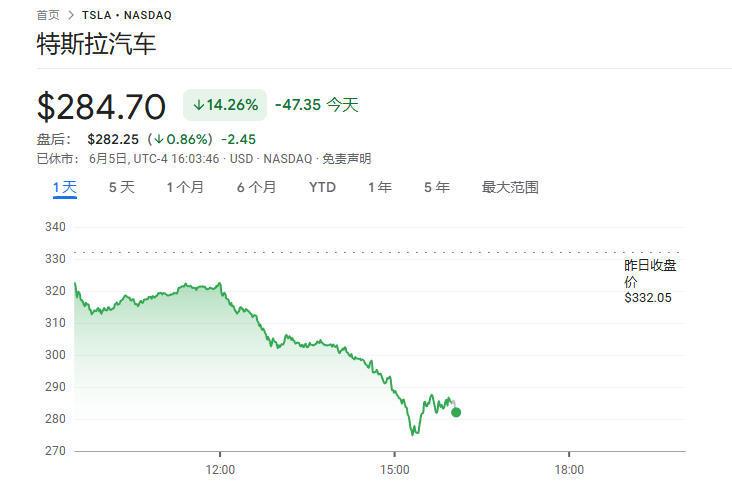 首页 > TSLA • NASDAQ
特斯拉汽车
$284.70 ↓14.26% -47.35 今天
盘后： $282.25 (↓0.86%) -2.45
已休市： 6月5日, UTC-4 16:03:46 · USD · NASDAQ · 免责声明
1天 5天 1个月 6个月 YTD 1年 5年 最大范围
340
330
昨日收盘
价
$332.05
320
310
300
290
280
270
12:00 15:00 18:00